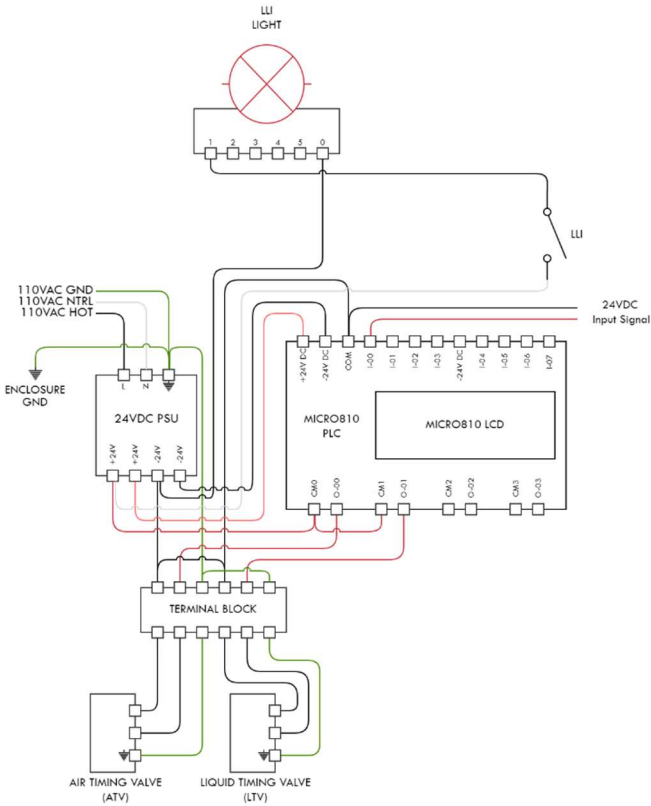 LLI
LIGHT
1 2 3 4 5 0
LLI
110VAC GND
110VAC NTRL
110VAC HOT
24VDC
Input Signal
ENCLOSURE
GND
L N
24VDC PSU
+24V +24V -24V -24V
+24V DC -24V DC COM I-00 I-01 I-02 I-03 -24V DC I-04 I-05 I-06 I-07
MICRO810
PLC
MICRO810 LCD
CM0 O-00 CM1 O-01 CM2 O-02 CM3 O-03
TERMINAL BLOCK
AIR TIMING VALVE
(ATV)
LIQUID TIMING VALVE
(LTV)